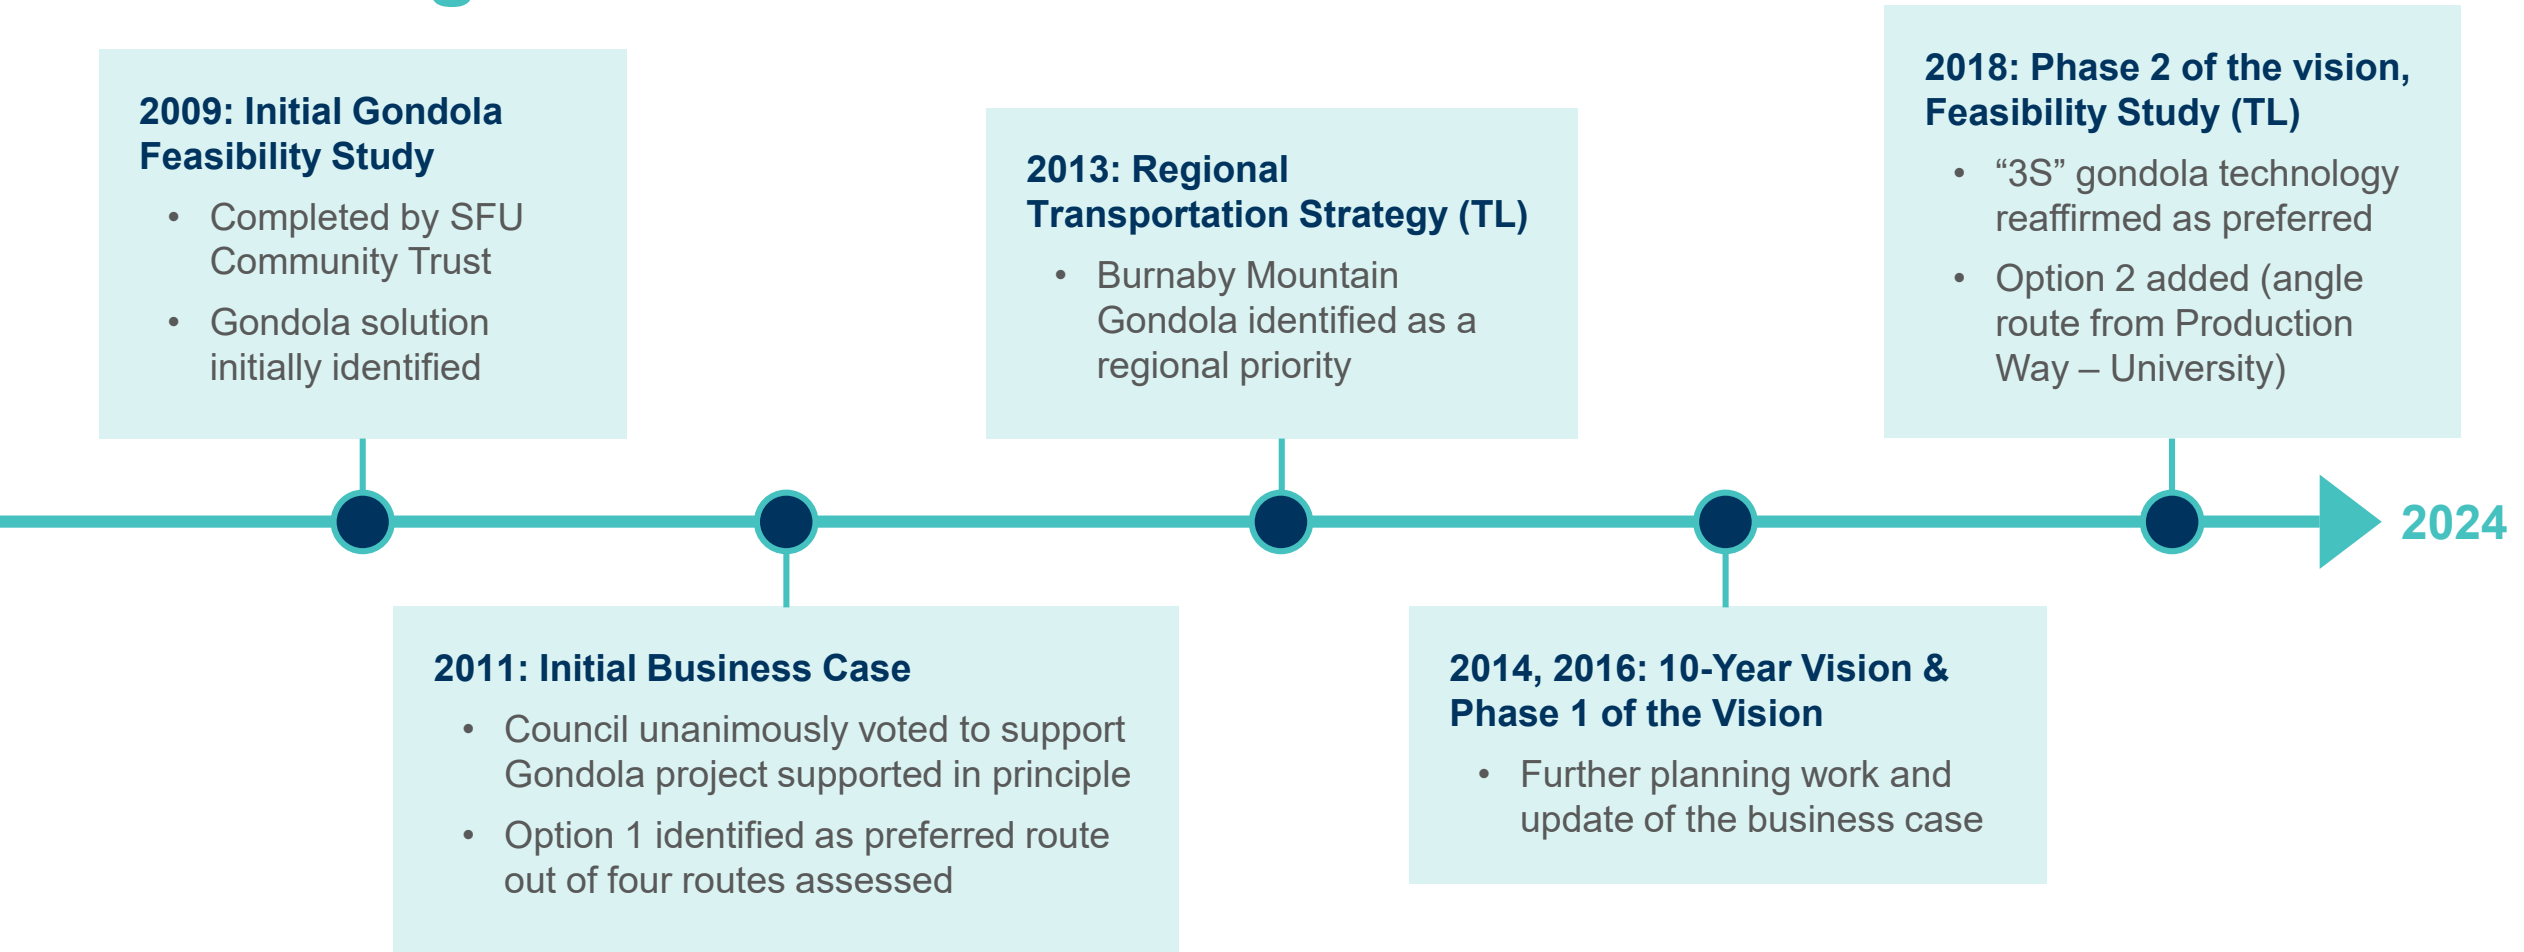 2009: Initial Gondola
Feasibility Study
• Completed by SFU
Community Trust
• Gondola solution
initially identified
2011: Initial Business Case
• Council unanimously voted to support
Gondola project supported in principle
• Option 1 identified as preferred route
out of four routes assessed
2013: Regional
Transportation Strategy (TL)
• Burnaby Mountain
Gondola identified as a
regional priority
2014, 2016: 10-Year Vision &
Phase 1 of the Vision
• Further planning work and
update of the business case
2018: Phase 2 of the vision,
Feasibility Study (TL)
• “3S” gondola technology
reaffirmed as preferred
• Option 2 added (angle
route from Production
Way – University)
2024